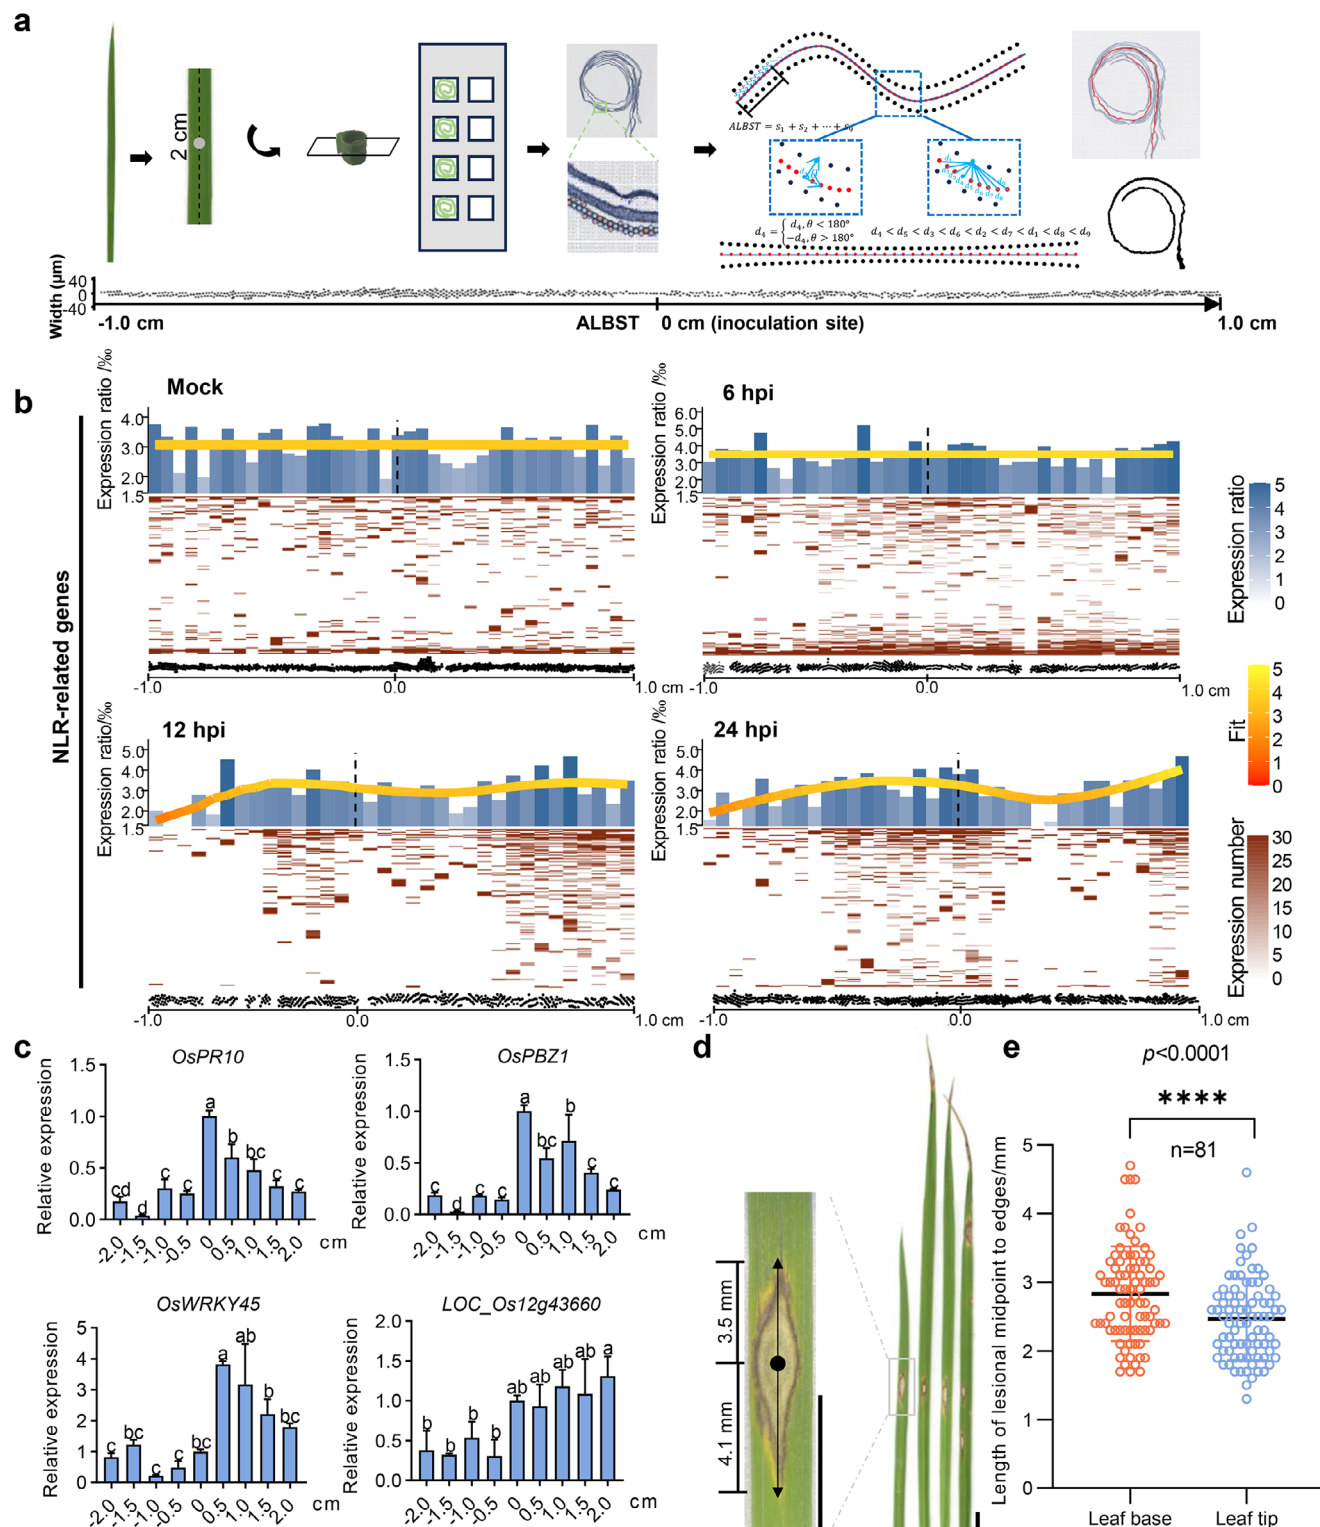 a
2 cm
ALBST = s₁ + s₂ + ⋯ + s₉
d₄ = { d₄, θ < 180°
−d₄, θ > 180°
d₄ < d₅ < d₃ < d₆ < d₂ < d₇ < d₁ < d₈ < d₉
Width (μm)
40
0
-40
-1.0 cm
ALBST
0 cm (inoculation site)
1.0 cm
b
NLR-related genes
Mock
Expression ratio /‰
4.0
3.0
2.0
1.5
-1.0
0.0
1.0 cm
6 hpi
Expression ratio /‰
6.0
5.0
4.0
3.0
2.0
1.5
-1.0
0.0
1.0 cm
Expression ratio
5
4
3
2
1
0
12 hpi
Expression ratio/‰
5.0
4.0
3.0
2.0
1.5
-1.0
0.0
1.0 cm
24 hpi
Expression ratio /‰
5.0
4.0
3.0
2.0
1.5
-1.0
0.0
1.0 cm
Fit
5
4
3
2
1
0
Expression number
30
25
20
15
10
5
0
c
OsPR10
Relative expression
1.5
1.0
0.5
0.0
cd
d
c
c
a
b
bc
c
c
-2.0
-1.5
-1.0
-0.5
0
0.5
1.0
1.5
2.0
cm
OsPBZ1
Relative expression
1.5
1.0
0.5
0.0
c
d
c
c
a
bc
b
c
c
-2.0
-1.5
-1.0
-0.5
0
0.5
1.0
1.5
2.0
cm
OsWRKY45
Relative expression
5
4
3
2
1
0
c
bc
c
c
bc
a
ab
b
bc
-2.0
-1.5
-1.0
-0.5
0
0.5
1.0
1.5
2.0
cm
LOC_Os12g43660
Relative expression
2.0
1.5
1.0
0.5
0.0
b
b
b
b
ab
ab
ab
ab
a
-2.0
-1.5
-1.0
-0.5
0
0.5
1.0
1.5
2.0
cm
d
3.5 mm
4.1 mm
e
p<0.0001
****
n=81
Length of lesional midpoint to edges/mm
5
4
3
2
1
0
Leaf base
Leaf tip